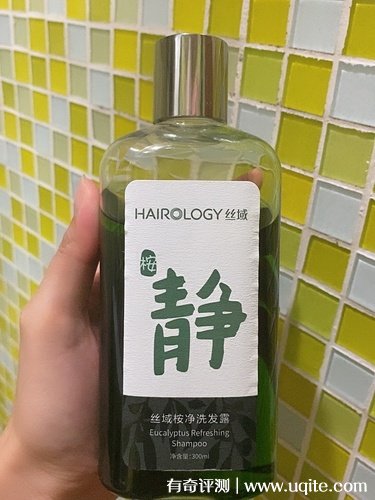 HAIROLOGY 丝域
桉
静
丝域桉净洗发露
Eucalyptus Refreshing
Shampoo
净含量:300ml
有奇评测 | www.uqite.com